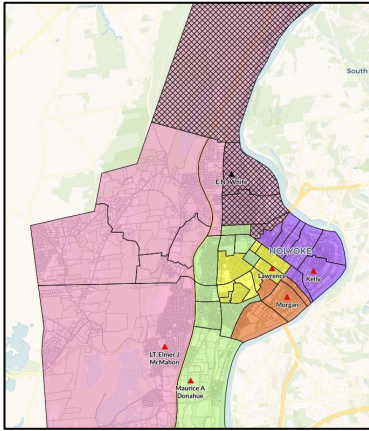 South
E.N. White
HOLYOKE
Lawrence
Kelly
Morgan
LT. Elmer J
McMahon
Maurice A
Donahue